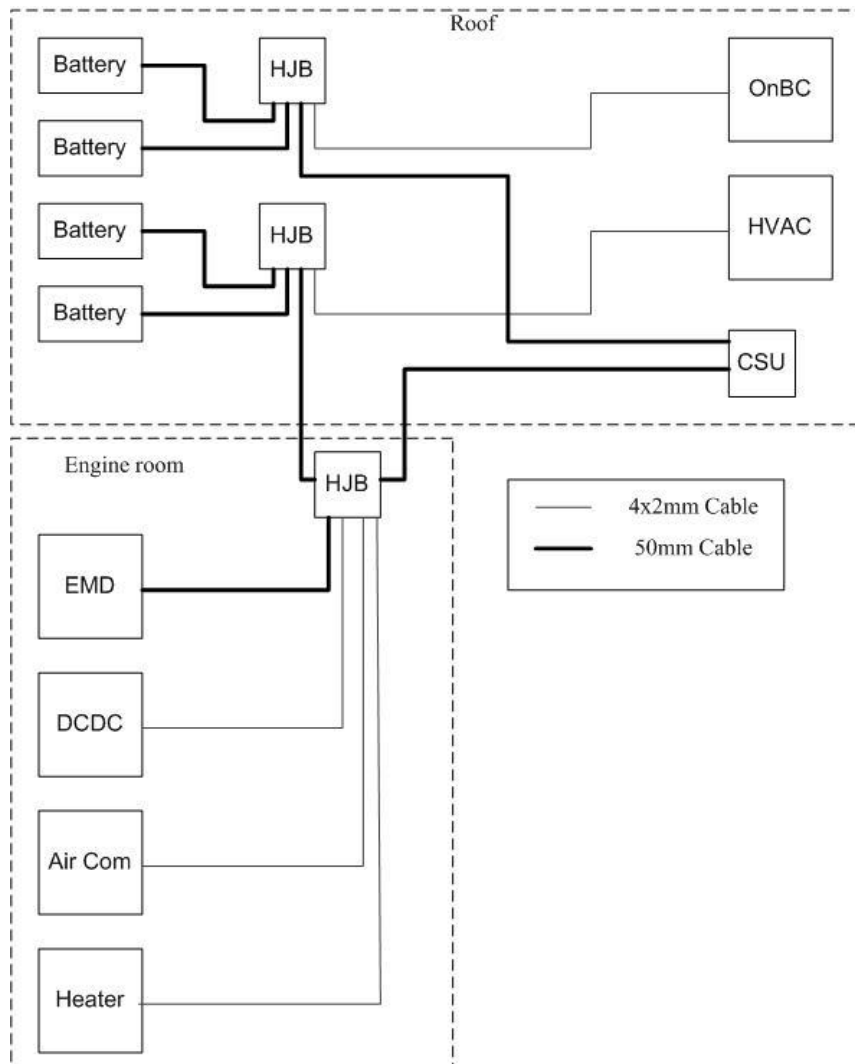 Roof
Battery
HJB
OnBC
Battery
Battery
HJB
HVAC
Battery
CSU
Engine room
HJB
4x2mm Cable
50mm Cable
EMD
DCDC
Air Com
Heater